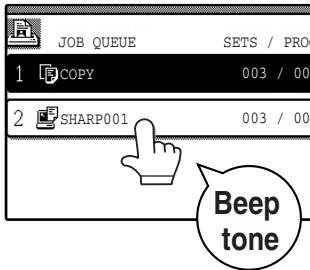 JOB QUEUE SETS / PRO
1 COPY 003 / 00
2 SHARP001 003 / 00
Beep
tone